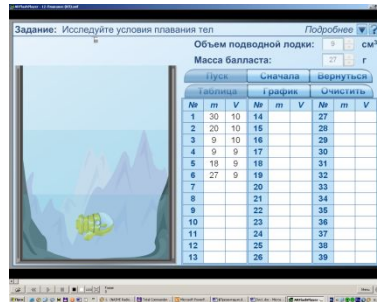 Задание: Исследуйте условия плавания тел Подробнее
Объем подводной лодки: 9 см³
Масса балласта: 27 г
Пуск Сначала Вернуться
Таблица График Очистить
№ m V № m V № m V
1 30 10 14 27
2 20 10 15 28
3 9 10 16 29
4 9 9 17 30
5 18 9 18 31
6 27 9 19 32
7 20 33
8 21 34
9 22 35
10 23 36
11 24 37
12 25 38
13 26 39